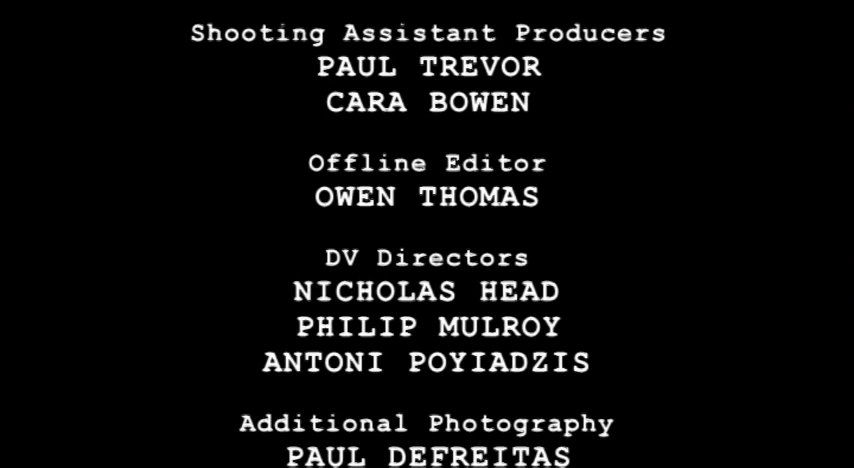 Shooting Assistant Producers
PAUL TREVOR
CARA BOWEN
Offline Editor
OWEN THOMAS
DV Directors
NICHOLAS HEAD
PHILIP MULROY
ANTONI POYIADZIS
Additional Photography
PAUL DEFREITAS